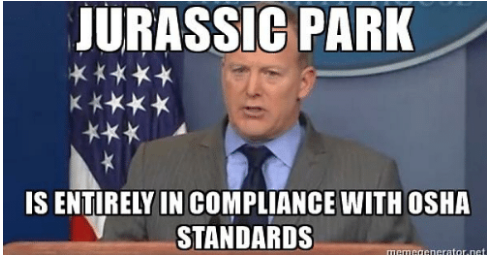 JURASSIC PARK
IS ENTIRELY IN COMPLIANCE WITH OSHA
STANDARDS
memegenerator.net